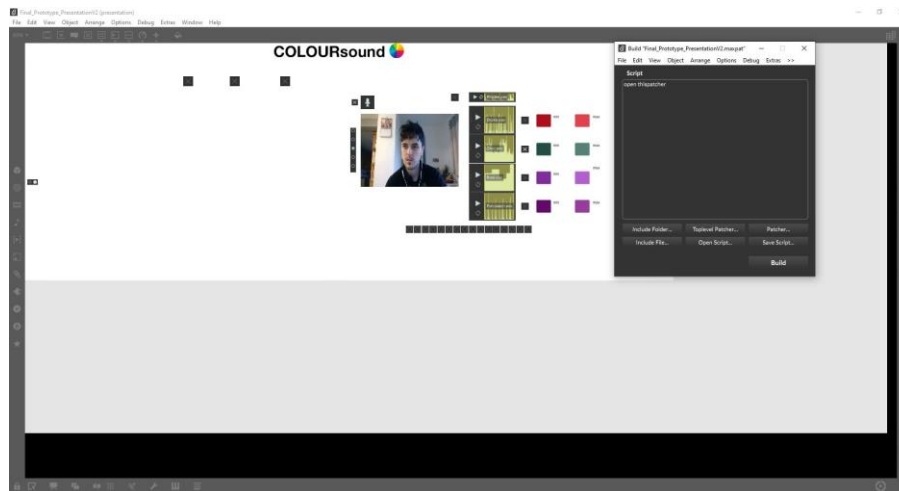 Final_Prototype_PresentationV2 (presentation)
File Edit View Object Arrange Options Debug Extras Window Help
COLOURsound
Build "Final_Prototype_PresentationV2.maxpat"
File Edit View Object Arrange Options Debug Extras >>
Script
open thispatcher
Include Folder... Toplevel Patcher... Patcher...
Include File... Open Script... Save Script...
Build